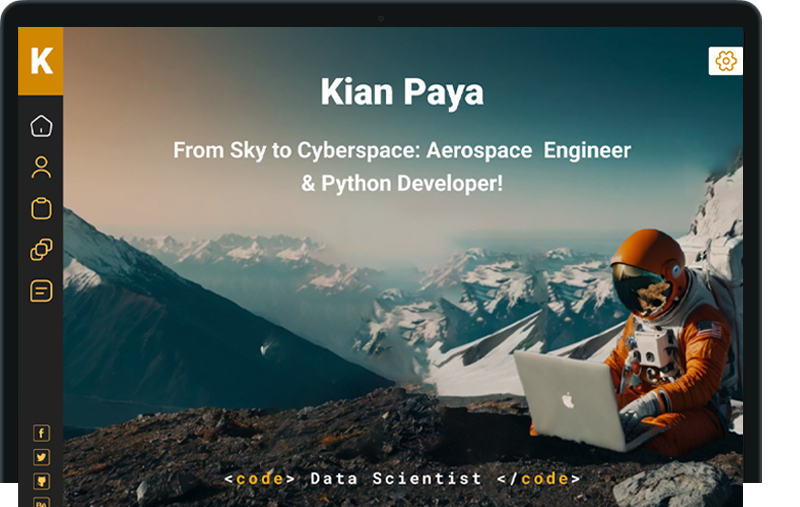 K
Kian Paya
From Sky to Cyberspace: Aerospace Engineer
& Python Developer!
<code> Data Scientist </code>